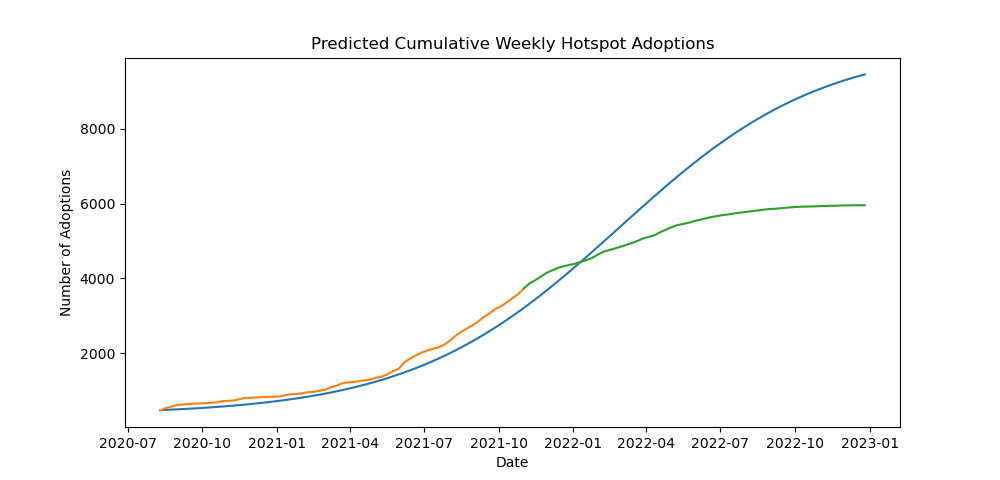 Predicted Cumulative Weekly Hotspot Adoptions
Number of Adoptions
8000
6000
4000
2000
2020-07 2020-10 2021-01 2021-04 2021-07 2021-10 2022-01 2022-04 2022-07 2022-10 2023-01
Date